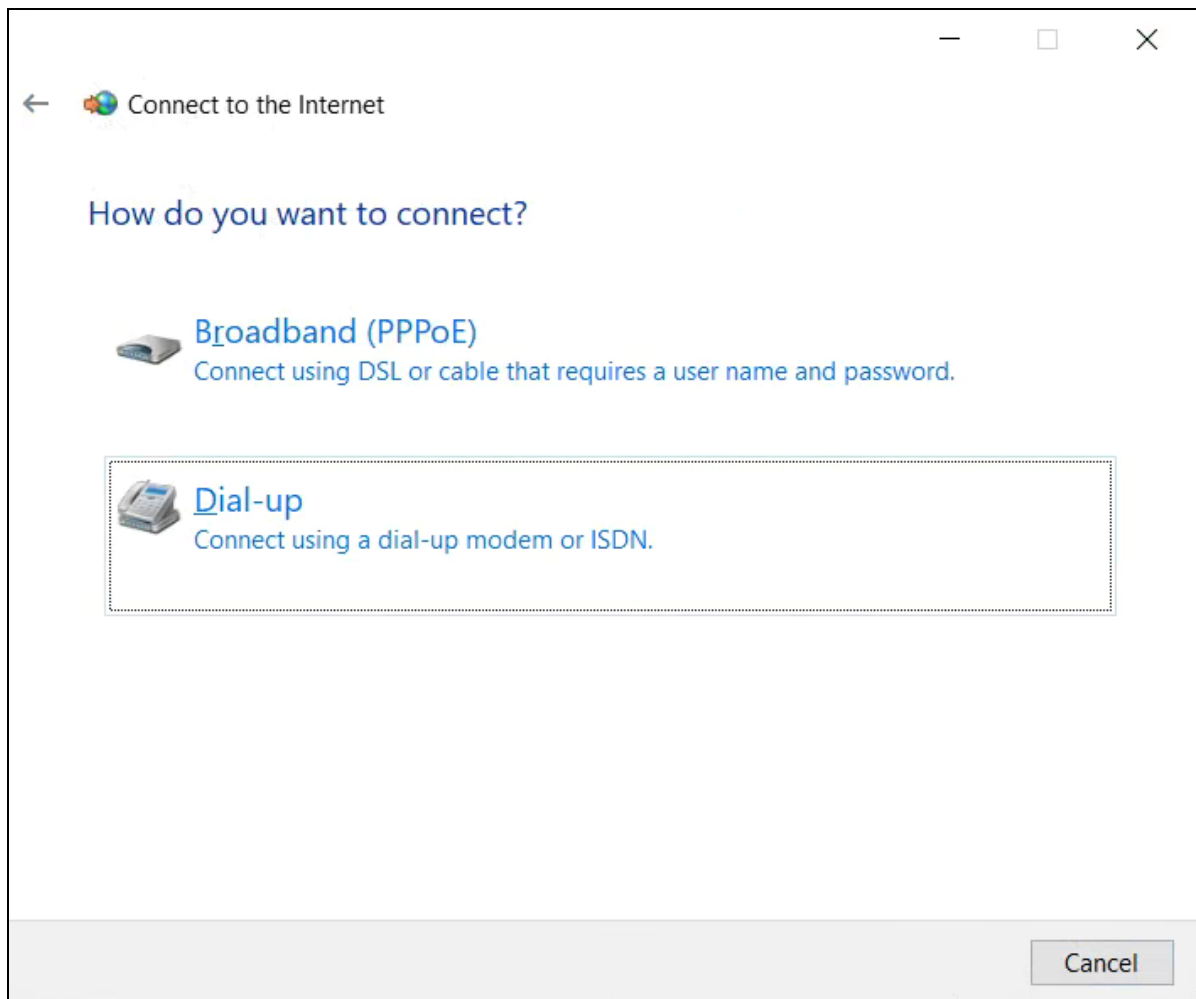 Connect to the Internet
How do you want to connect?
Broadband (PPPoE)
Connect using DSL or cable that requires a user name and password.
Dial-up
Connect using a dial-up modem or ISDN.
Cancel